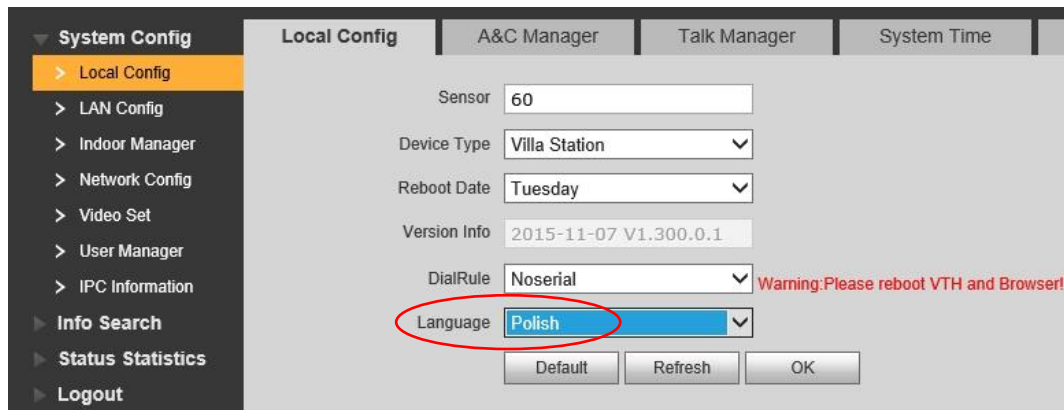 System Config
Local Config
LAN Config
Indoor Manager
Network Config
Video Set
User Manager
IPC Information
Info Search
Status Statistics
Logout
Local Config A&C Manager Talk Manager System Time
Sensor 60
Device Type Villa Station
Reboot Date Tuesday
Version Info 2015-11-07 V1.300.0.1
DialRule Noserial Warning:Please reboot VTH and Browser!
Language Polish
Default Refresh OK